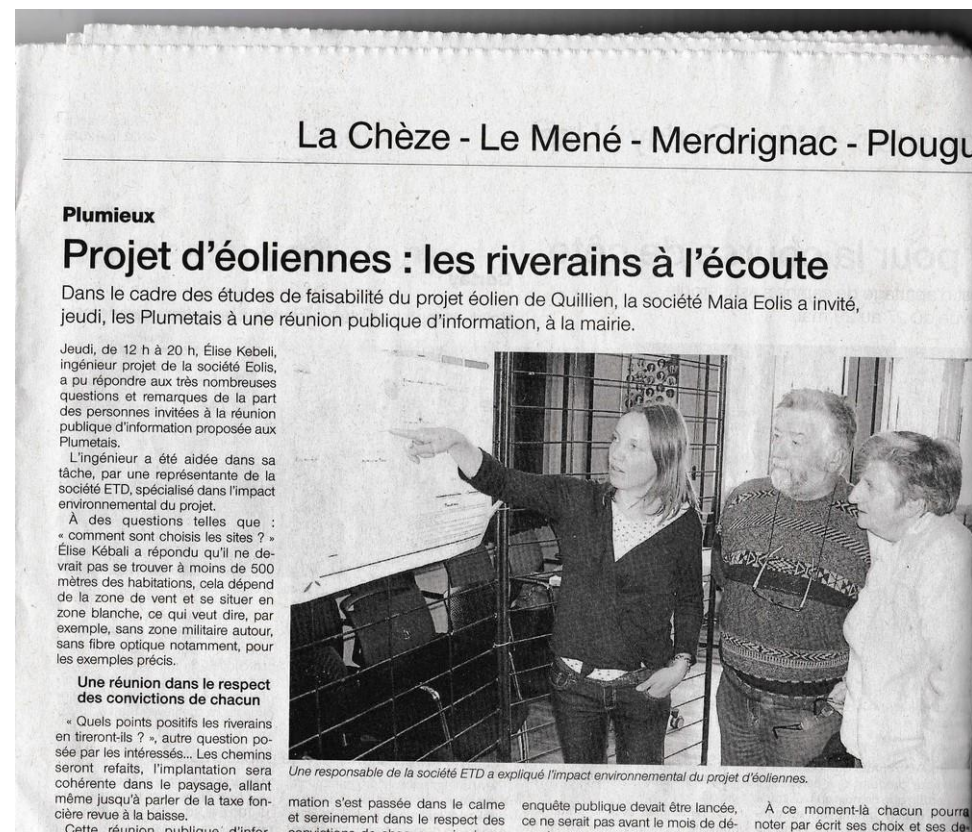 La Chèze - Le Mené - Merdrignac - Plougu
Plumieux
Projet d'éoliennes : les riverains à l'écoute
Dans le cadre des études de faisabilité du projet éolien de Quillien, la société Maia Eolis a invité,
jeudi, les Plumetais à une réunion publique d'information, à la mairie.
Jeudi, de 12 h à 20 h, Élise Kebeli,
ingénieur projet de la société Eolis,
a pu répondre aux très nombreuses
questions et remarques de la part
des personnes invitées à la réunion
publique d'information proposée aux
Plumetais.
L'ingénieur a été aidée dans sa
tâche, par une représentante de la
société ETD, spécialisé dans l'impact
environnemental du projet.
À des questions telles que :
« comment sont choisis les sites ? »
Élise Kébali a répondu qu'il ne de-
vrait pas se trouver à moins de 500
mètres des habitations, cela dépend
de la zone de vent et se situer en
zone blanche, ce qui veut dire, par
exemple, sans zone militaire autour,
sans fibre optique notamment, pour
les exemples précis.
Une réunion dans le respect
des convictions de chacun
« Quels points positifs les riverains
en tireront-ils ? », autre question po-
sée par les intéressés... Les chemins
seront refaits, l'implantation sera
cohérente dans le paysage, allant
même jusqu'à parler de la taxe fon-
cière revue à la baisse.
Cette réunion publique d'infor-
Une responsable de la société ETD a expliqué l'impact environnemental du projet d'éoliennes.
mation s'est passée dans le calme
et sereinement dans le respect des
convictions de chacun
enquête publique devait être lancée,
ce ne serait pas avant le mois de dé-
À ce moment-là chacun pourra
noter par écrit ses choix et ses de